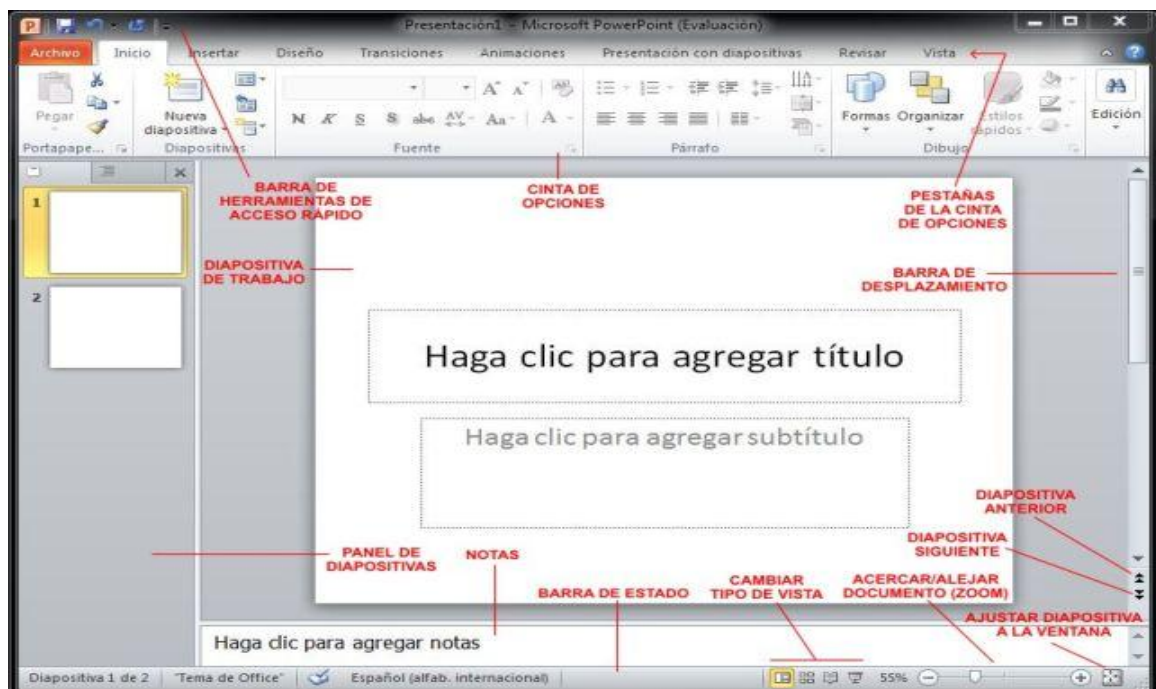 Presentación1 - Microsoft PowerPoint (Evaluación)
Archivo Inicio Insertar Diseño Transiciones Animaciones Presentación con diapositivas Revisar Vista
Pegar
Nueva
diapositiva
N K S S abc AV Aa A
Formas Organizar Estilos
rápidos
Edición
Portapape... Diapositivas Fuente Párrafo Dibujo
1
2
BARRA DE
HERRAMIENTAS DE
ACCESO RÁPIDO
CINTA DE
OPCIONES
PESTAÑAS
DE LA CINTA
DE OPCIONES
DIAPOSITIVA
DE TRABAJO
BARRA DE
DESPLAZAMIENTO
Haga clic para agregar título
Haga clic para agregar subtítulo
DIAPOSITIVA
ANTERIOR
DIAPOSITIVA
SIGUIENTE
PANEL DE
DIAPOSITIVAS
NOTAS
BARRA DE ESTADO
CAMBIAR
TIPO DE VISTA
ACERCAR/ALEJAR
DOCUMENTO (ZOOM)
AJUSTAR DIAPOSITIVA
A LA VENTANA
Haga clic para agregar notas
Diapositiva 1 de 2 "Tema de Office" Español (alfab. internacional) 55%